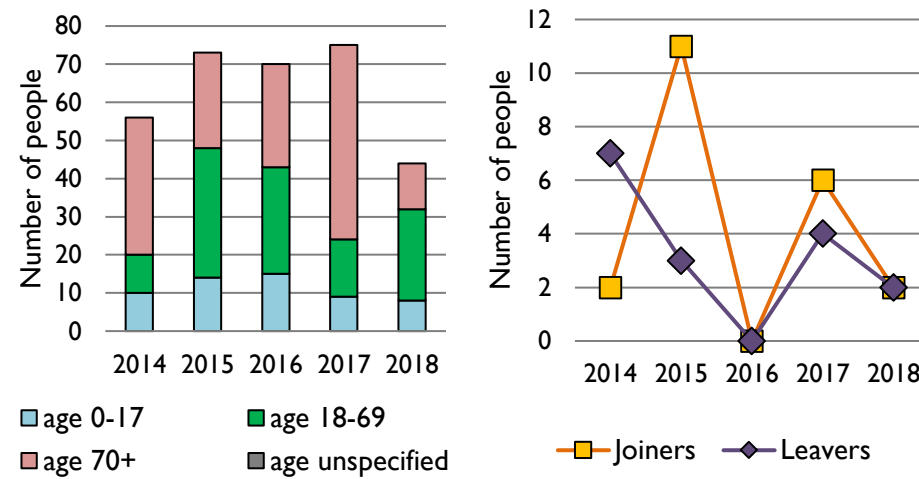 Number of people
80
70
60
50
40
30
20
10
0
2014 2015 2016 2017 2018
age 0-17 age 18-69
age 70+ age unspecified
Number of people
12
10
8
6
4
2
0
2014 2015 2016 2017 2018
Joiners Leavers